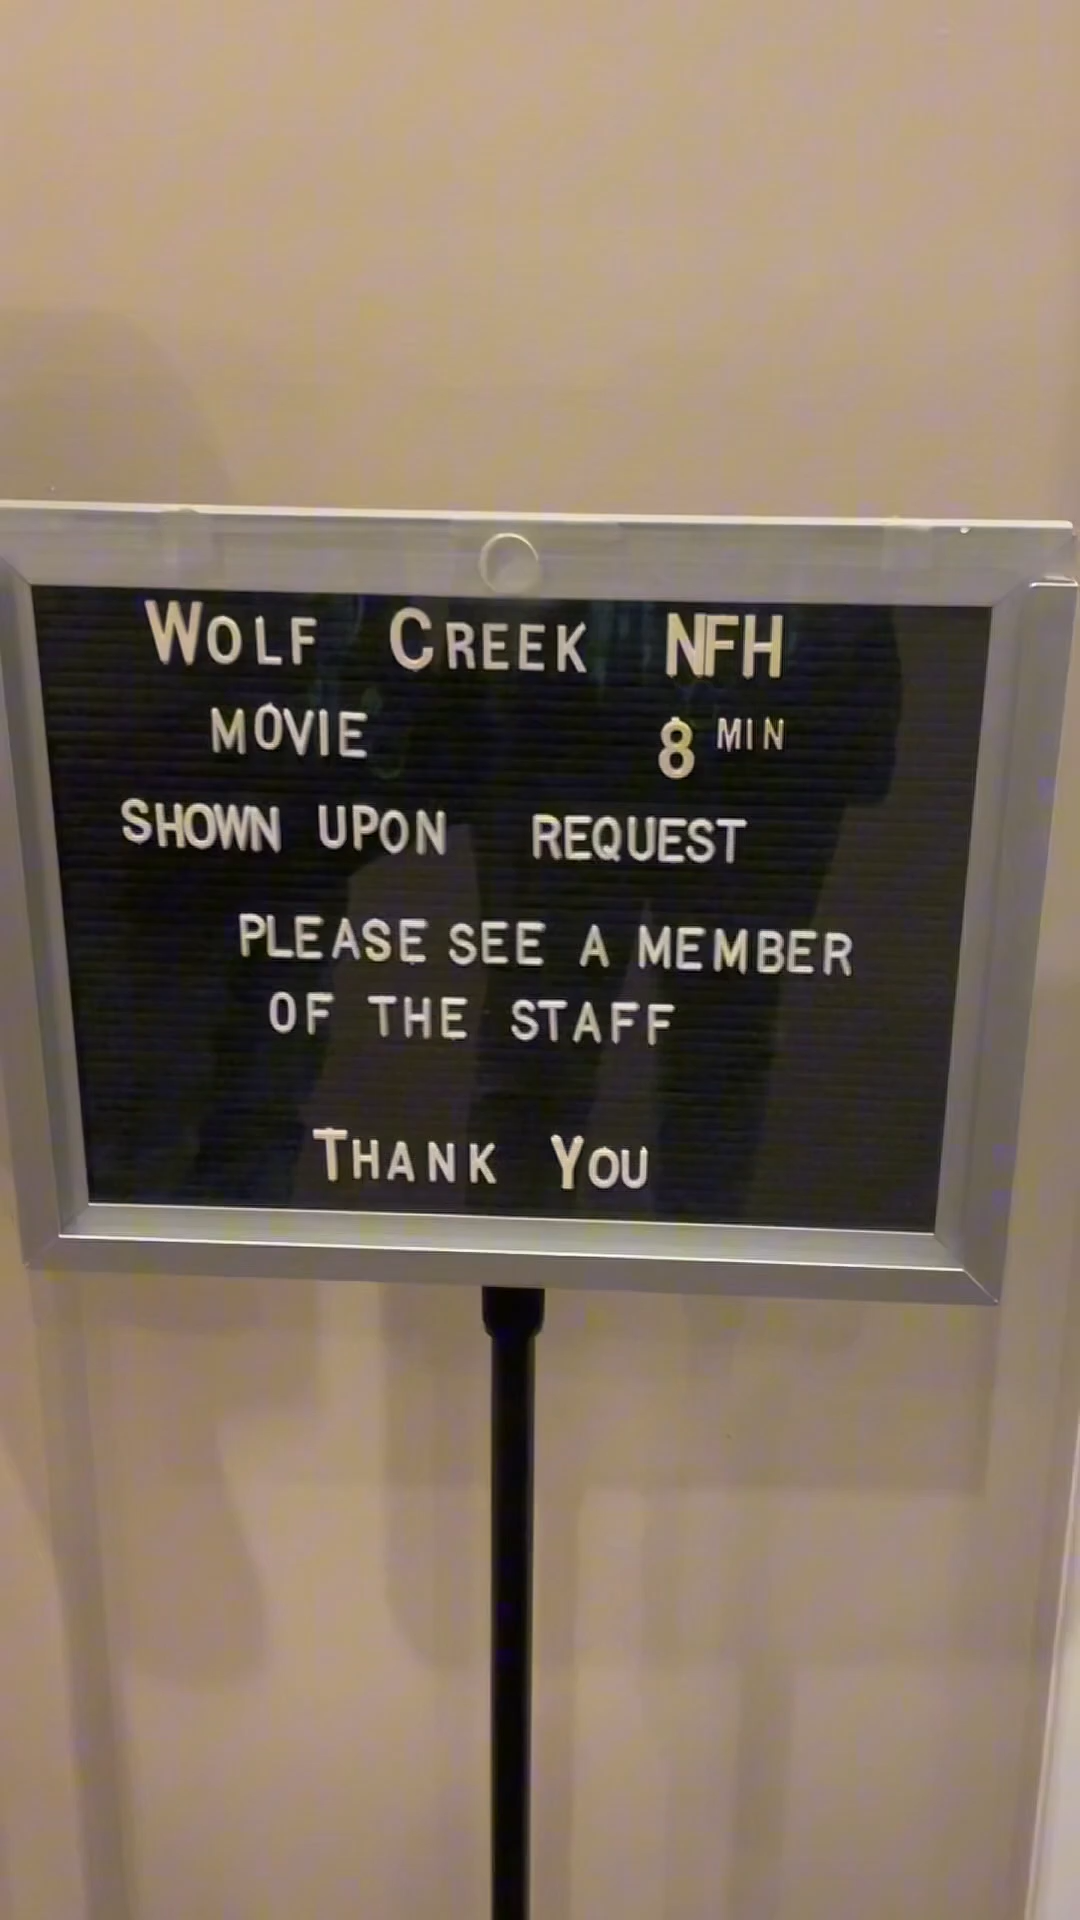 WOLF CREEK NFH
MOVIE 8 MIN
SHOWN UPON REQUEST
PLEASE SEE A MEMBER
OF THE STAFF
THANK YOU